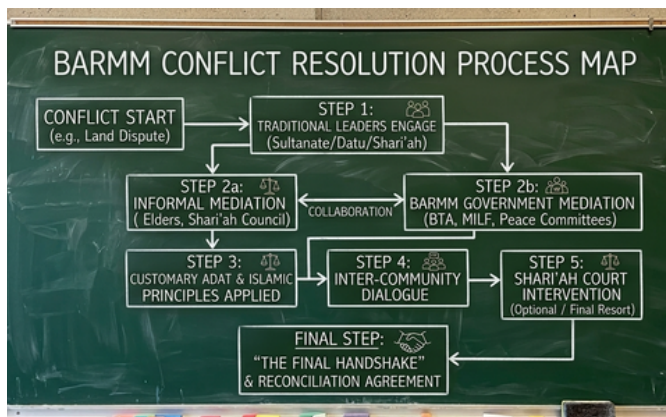 BARMM CONFLICT RESOLUTION PROCESS MAP
CONFLICT START
(e.g., Land Dispute)
STEP 1:
TRADITIONAL LEADERS ENGAGE
(Sultanate/Datu/Shari'ah)
STEP 2a:
INFORMAL MEDIATION
( Elders, Shari'ah Council)
COLLABORATION
STEP 2b:
BARMM GOVERNMENT MEDIATION
(BTA, MILF, Peace Committees)
STEP 3:
CUSTOMARY ADAT & ISLAMIC
PRINCIPLES APPLIED
STEP 4:
INTER-COMMUNITY
DIALOGUE
STEP 5:
SHARI'AH COURT
INTERVENTION
(Optional / Final Resort)
FINAL STEP:
"THE FINAL HANDSHAKE"
& RECONCILIATION AGREEMENT